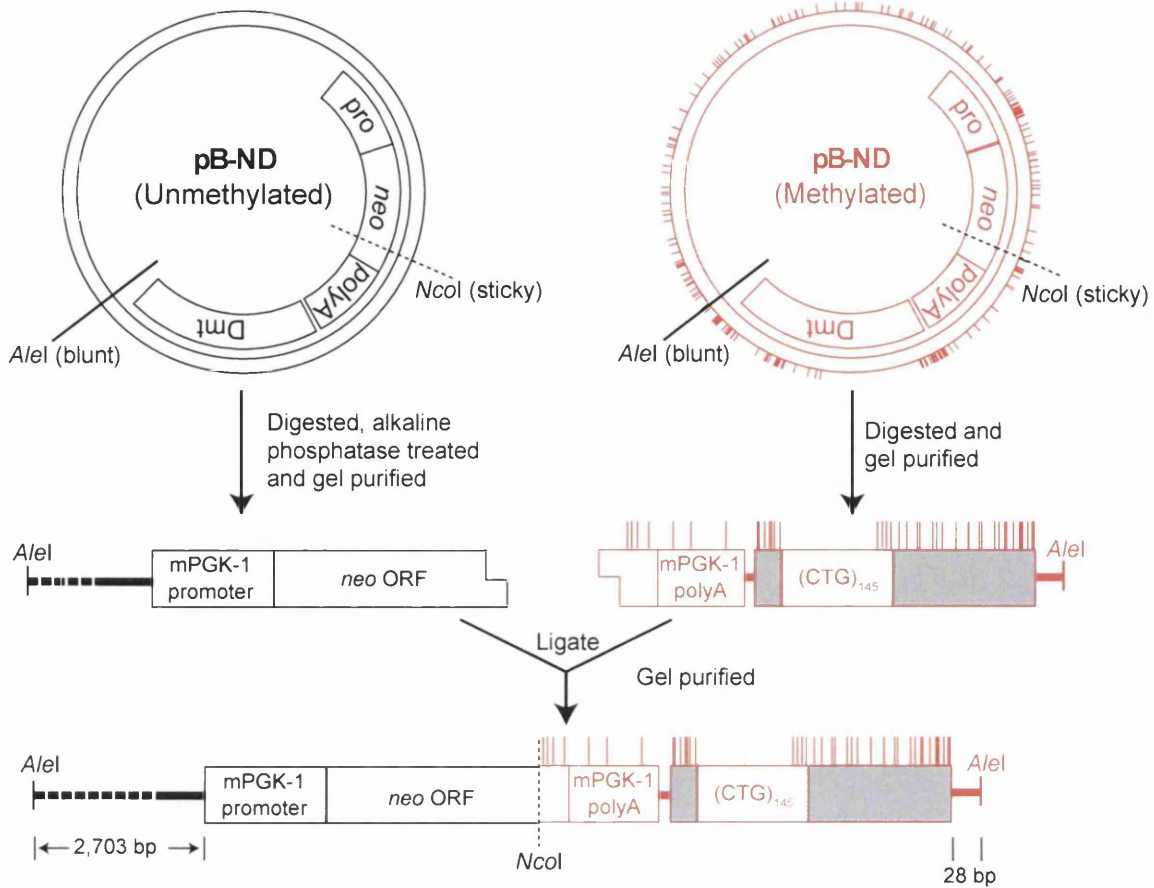 pro
neo
polyA
Dmt
pB-ND
(Unmethylated)
NcoI (sticky)
AleI (blunt)
pro
neo
polyA
Dmt
pB-ND
(Methylated)
NcoI (sticky)
AleI (blunt)
Digested, alkaline
phosphatase treated
and gel purified
Digested and
gel purified
AleI
mPGK-1
promoter
neo ORF
mPGK-1
polyA
(CTG)145
AleI
Ligate
Gel purified
AleI
mPGK-1
promoter
neo ORF
mPGK-1
polyA
(CTG)145
AleI
2,703 bp
NcoI
28 bp